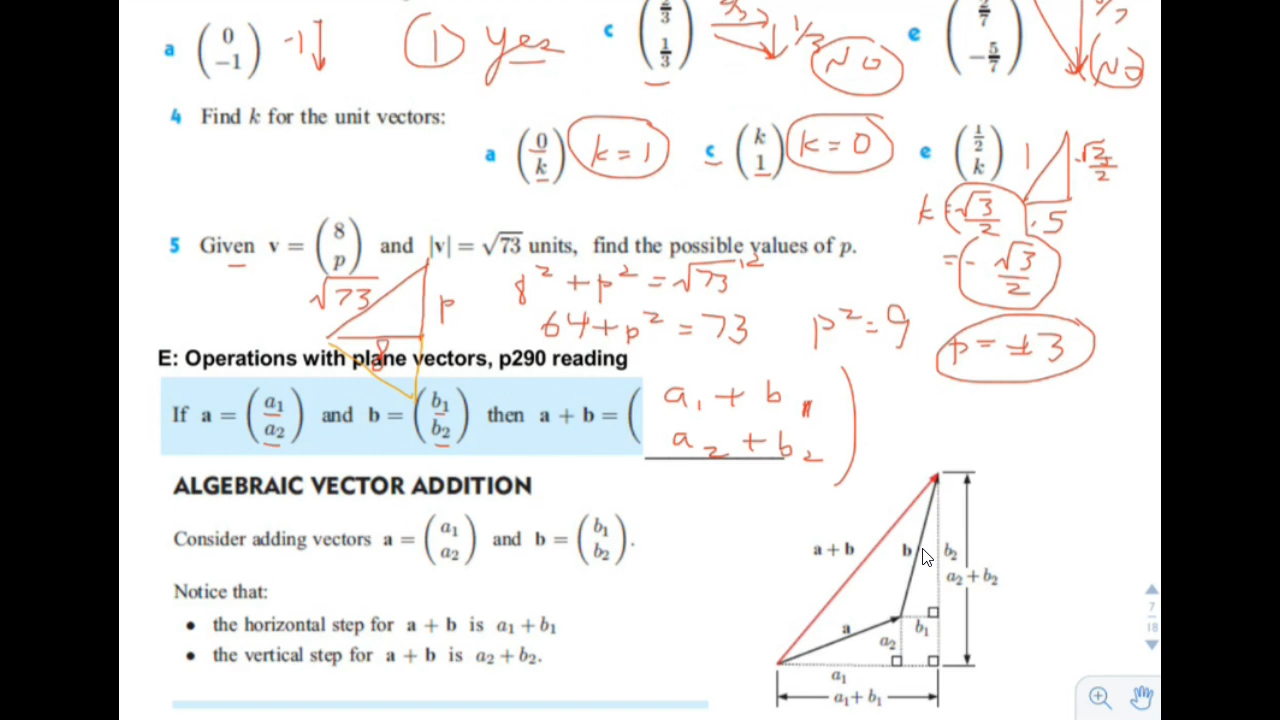 a (0 -1) -1↓ (1) yes c (2/3 1/3) 1/3 NO e (2/7 -5/7) NO
4 Find k for the unit vectors:
a (0 k) k = 1 c (k 1) k = 0 e (1/2 k) 1 √3/2
k = √3/2 .5
5 Given v = (8 p) and |v| = √73 units, find the possible values of p.
= -√3/2
√73 p 8² + p² = √73²
8 64 + p² = 73 p² = 9 p = ±3
E: Operations with plane vectors, p290 reading
If a = (a₁ a₂) and b = (b₁ b₂) then a + b = (a₁ + b₁ a₂ + b₂)
ALGEBRAIC VECTOR ADDITION
Consider adding vectors a = (a₁ a₂) and b = (b₁ b₂).
Notice that:
• the horizontal step for a + b is a₁ + b₁
• the vertical step for a + b is a₂ + b₂.
a + b b b₂
a₂ + b₂
a a₂ b₁
a₁
a₁ + b₁
7
18